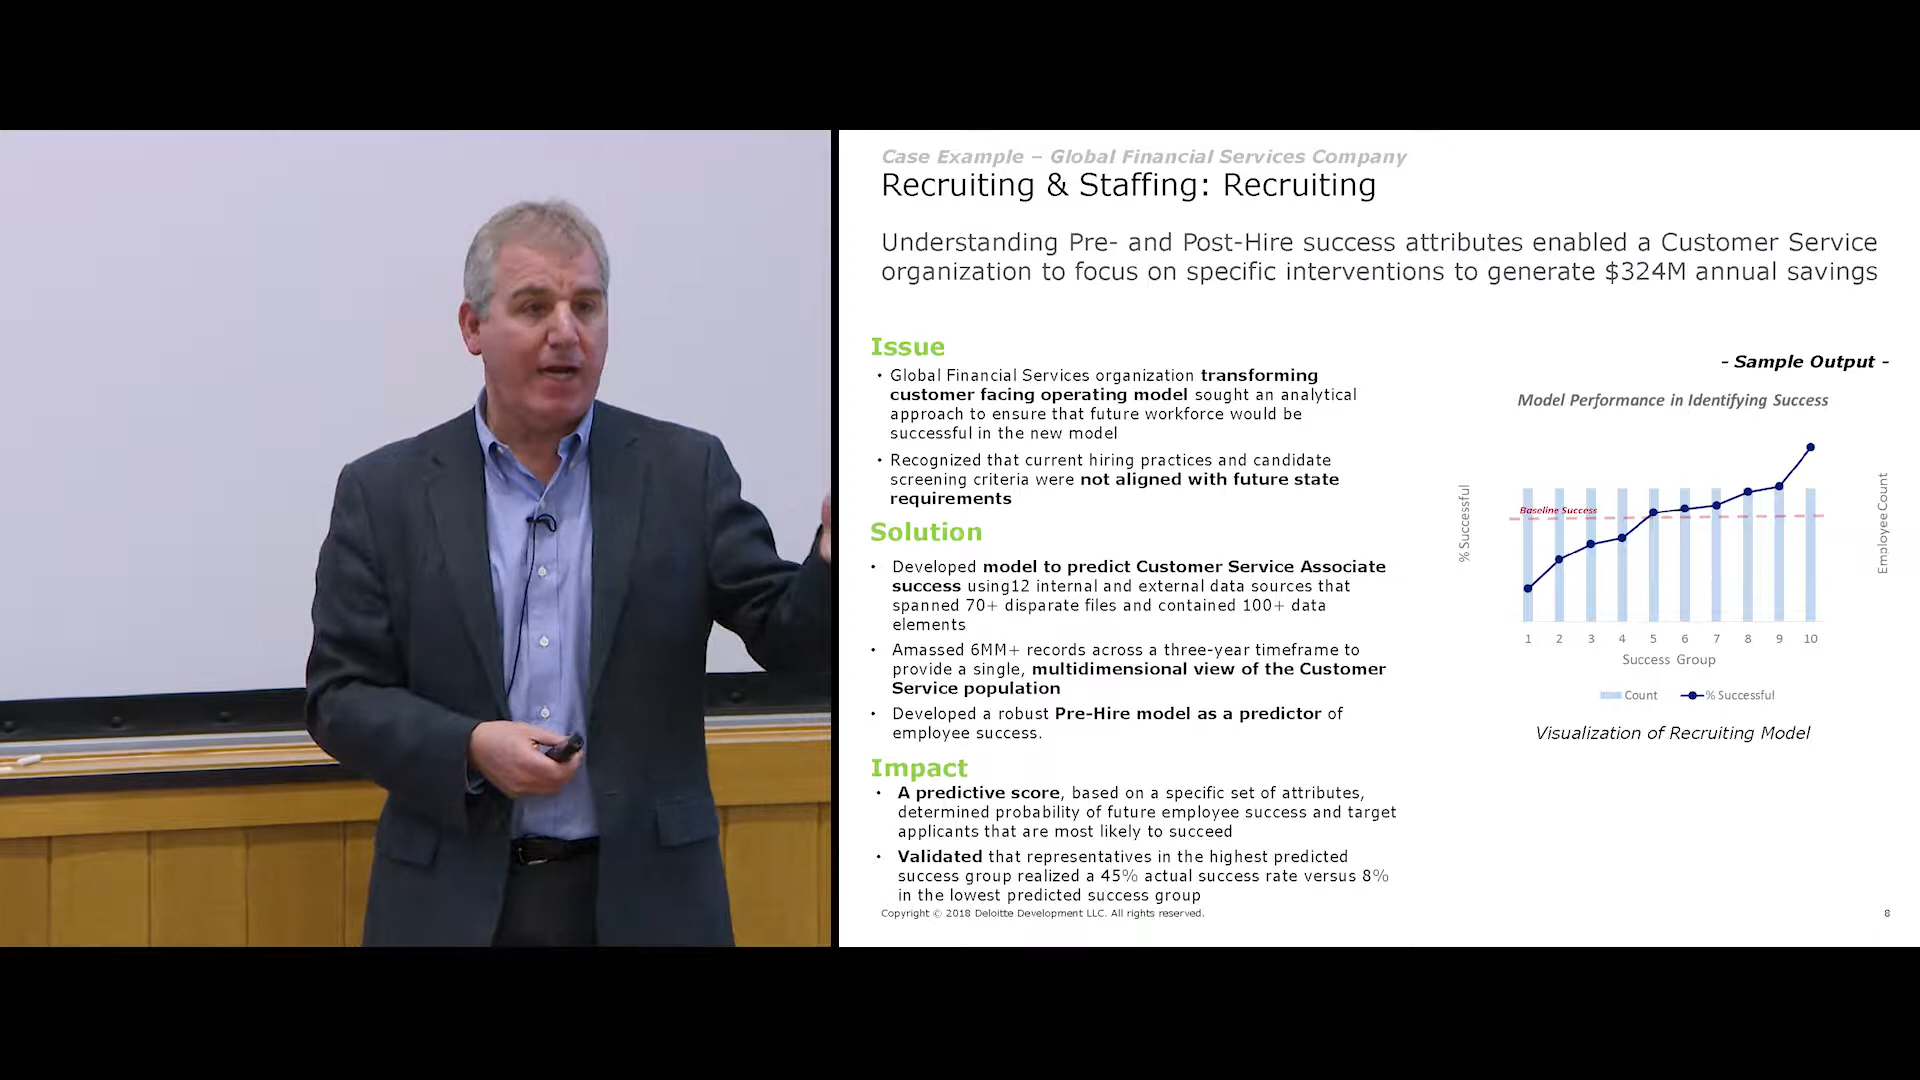 Case Example – Global Financial Services Company
Recruiting & Staffing: Recruiting
Understanding Pre- and Post-Hire success attributes enabled a Customer Service
organization to focus on specific interventions to generate $324M annual savings
Issue
• Global Financial Services organization transforming
customer facing operating model sought an analytical
approach to ensure that future workforce would be
successful in the new model
• Recognized that current hiring practices and candidate
screening criteria were not aligned with future state
requirements
Solution
• Developed model to predict Customer Service Associate
success using12 internal and external data sources that
spanned 70+ disparate files and contained 100+ data
elements
• Amassed 6MM+ records across a three-year timeframe to
provide a single, multidimensional view of the Customer
Service population
• Developed a robust Pre-Hire model as a predictor of
employee success.
Impact
• A predictive score, based on a specific set of attributes,
determined probability of future employee success and target
applicants that are most likely to succeed
• Validated that representatives in the highest predicted
success group realized a 45% actual success rate versus 8%
in the lowest predicted success group
- Sample Output -
Model Performance in Identifying Success
% Successful
Baseline Success
Employee Count
1 2 3 4 5 6 7 8 9 10
Success Group
Count % Successful
Visualization of Recruiting Model
Copyright © 2018 Deloitte Development LLC. All rights reserved.
8